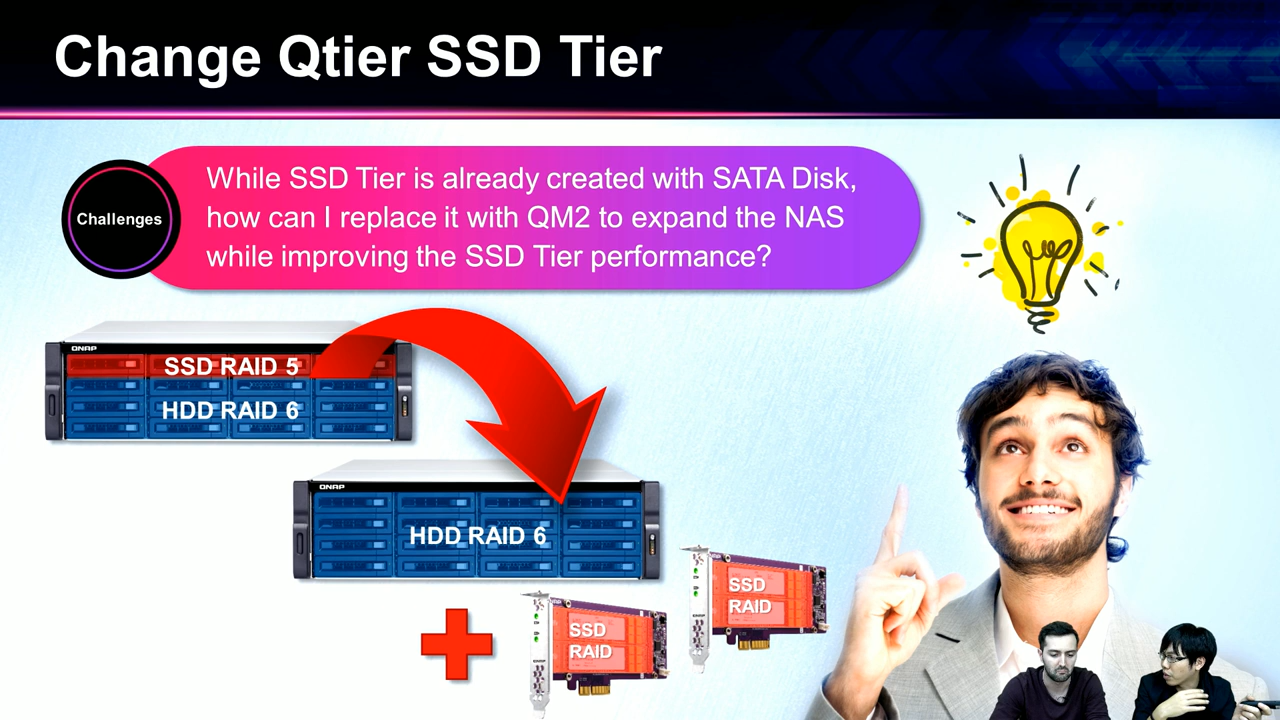 Change Qtier SSD Tier
Challenges
While SSD Tier is already created with SATA Disk,
how can I replace it with QM2 to expand the NAS
while improving the SSD Tier performance?
QNAP
SSD RAID 5
HDD RAID 6
QNAP
HDD RAID 6
SSD
RAID
SSD
RAID